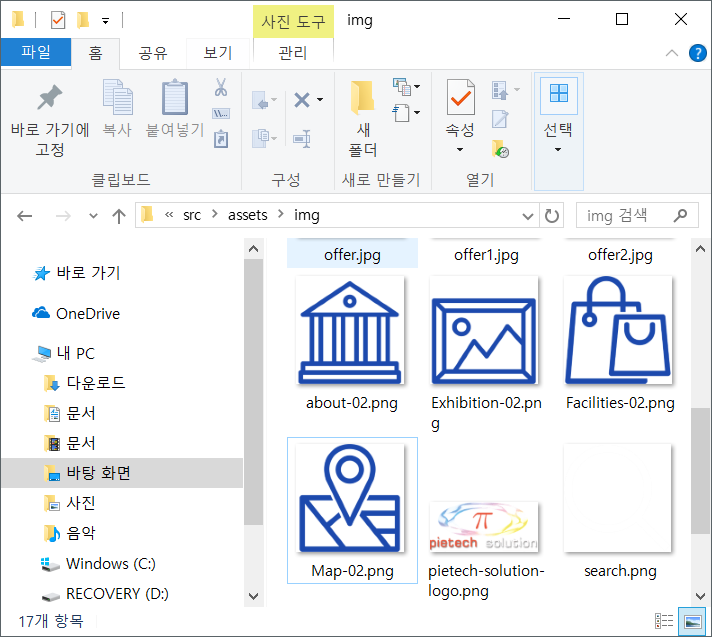 사진 도구 img
파일 홈 공유 보기 관리
바로 가기에
고정
복사 붙여넣기
새
폴더
속성 선택
클립보드 구성 새로 만들기 열기
« src > assets > img
img 검색
바로 가기
OneDrive
내 PC
다운로드
문서
문서
바탕 화면
사진
음악
Windows (C:)
RECOVERY (D:)
offer.jpg offer1.jpg offer2.jpg
about-02.png Exhibition-02.pn
g
Facilities-02.png
π
pietech solution
Map-02.png pietech-solution-
logo.png
search.png
17개 항목